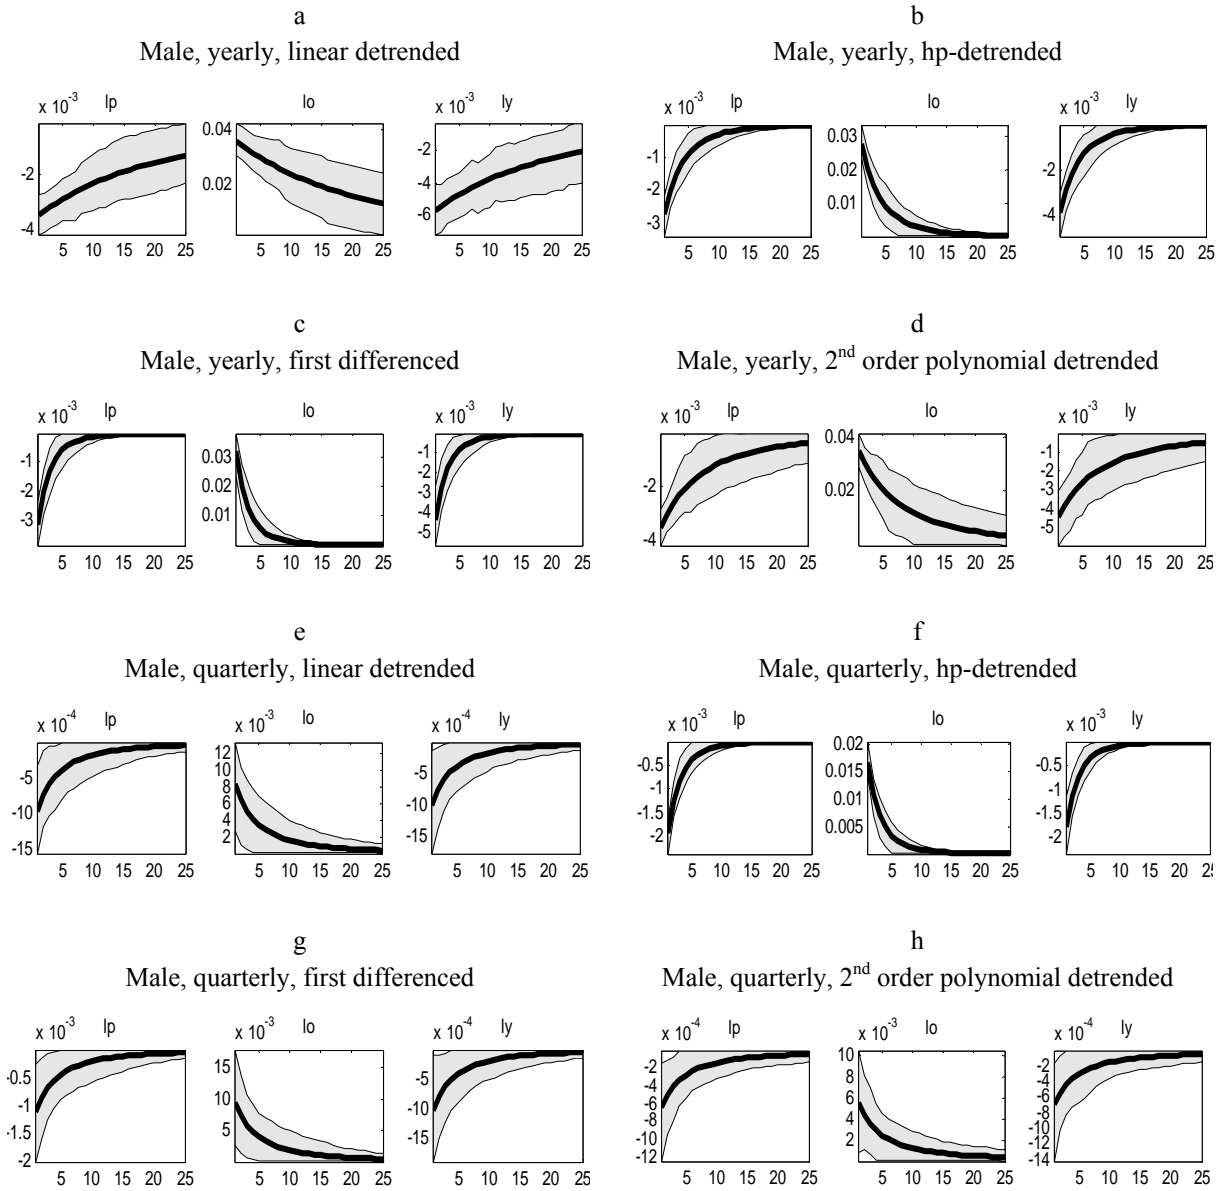 a
Male, yearly, linear detrended
x 10^-3 lp lo x 10^-3 ly
-2
-4
0.04
0.02
-2
-4
-6
5 10 15 20 25 5 10 15 20 25 5 10 15 20 25
b
Male, yearly, hp-detrended
x 10^-3 lp lo x 10^-3 ly
-1
-2
-3
0.03
0.02
0.01
-2
-4
5 10 15 20 25 5 10 15 20 25 5 10 15 20 25
c
Male, yearly, first differenced
x 10^-3 lp lo x 10^-3 ly
-1
-2
-3
0.03
0.02
0.01
-1
-2
-3
-4
-5
5 10 15 20 25 5 10 15 20 25 5 10 15 20 25
d
Male, yearly, 2nd order polynomial detrended
x 10^-3 lp lo x 10^-3 ly
-2
-4
0.04
0.02
-1
-2
-3
-4
-5
5 10 15 20 25 5 10 15 20 25 5 10 15 20 25
e
Male, quarterly, linear detrended
x 10^-4 lp x 10^-3 lo x 10^-4 ly
-5
-10
-15
12
10
8
6
4
2
-5
-10
-15
5 10 15 20 25 5 10 15 20 25 5 10 15 20 25
f
Male, quarterly, hp-detrended
x 10^-3 lp lo x 10^-3 ly
-0.5
-1
-1.5
-2
0.02
0.015
0.01
0.005
-0.5
-1
-1.5
-2
5 10 15 20 25 5 10 15 20 25 5 10 15 20 25
g
Male, quarterly, first differenced
x 10^-3 lp x 10^-3 lo x 10^-4 ly
-0.5
-1
-1.5
-2
15
10
5
-5
-10
-15
5 10 15 20 25 5 10 15 20 25 5 10 15 20 25
h
Male, quarterly, 2nd order polynomial detrended
x 10^-4 lp x 10^-3 lo x 10^-4 ly
-2
-4
-6
-8
-10
-12
10
8
6
4
2
-2
-4
-6
-8
-10
-12
-14
5 10 15 20 25 5 10 15 20 25 5 10 15 20 25